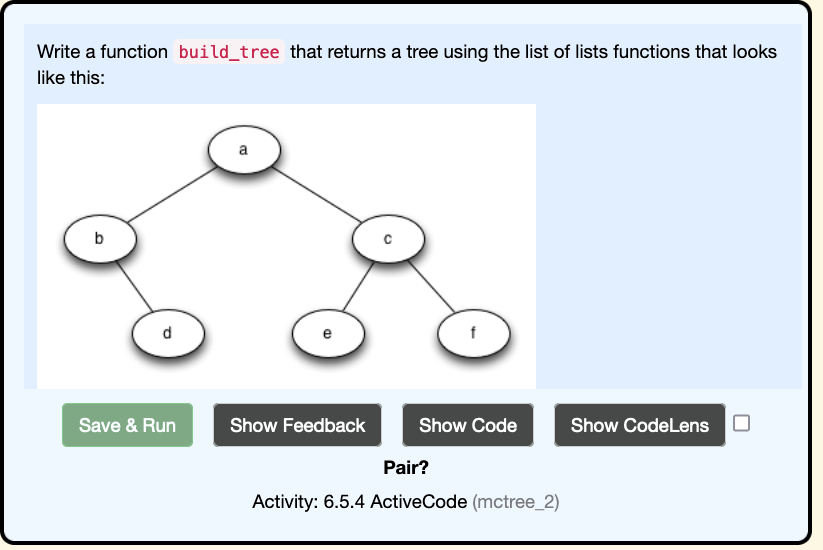 Write a function build_tree that returns a tree using the list of lists functions that looks
like this:
a
b
c
d
e
f
Save & Run
Show Feedback
Show Code
Show CodeLens
Pair?
Activity: 6.5.4 ActiveCode (mctree_2)